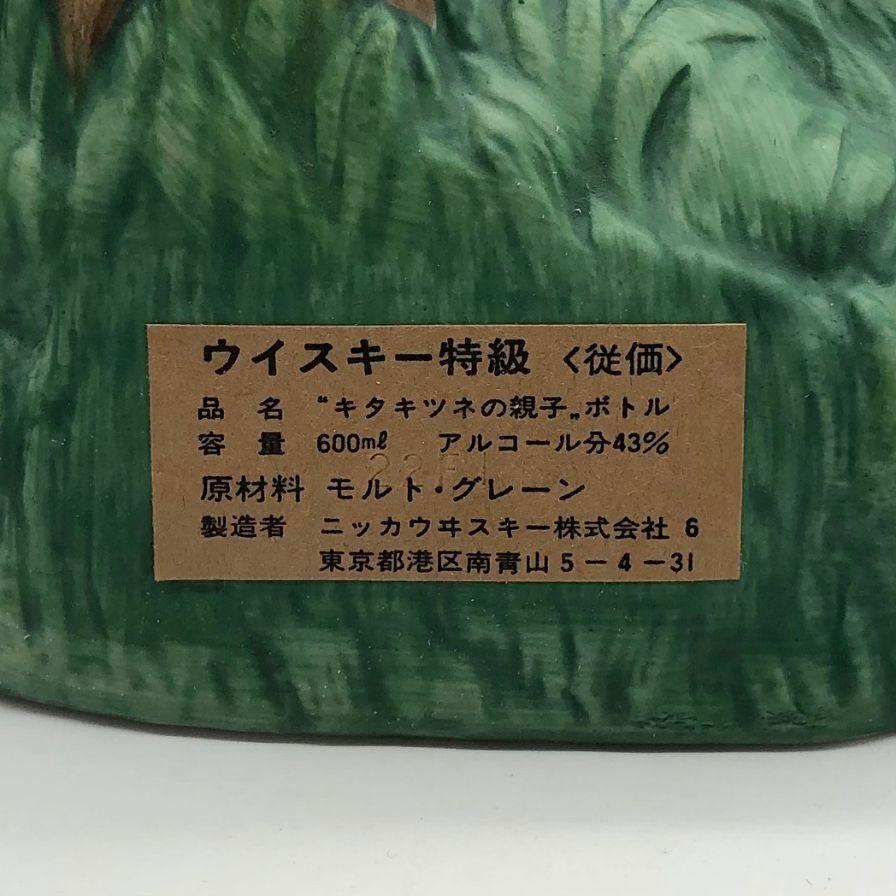 ウイスキー特級 〈従価〉
品 名 〝キタキツネの親子〟ボトル
容 量 600ml アルコール分43%
原材料 モルト・グレーン
製造者 ニッカウヰスキー株式会社 6
東京都港区南青山5-4-31